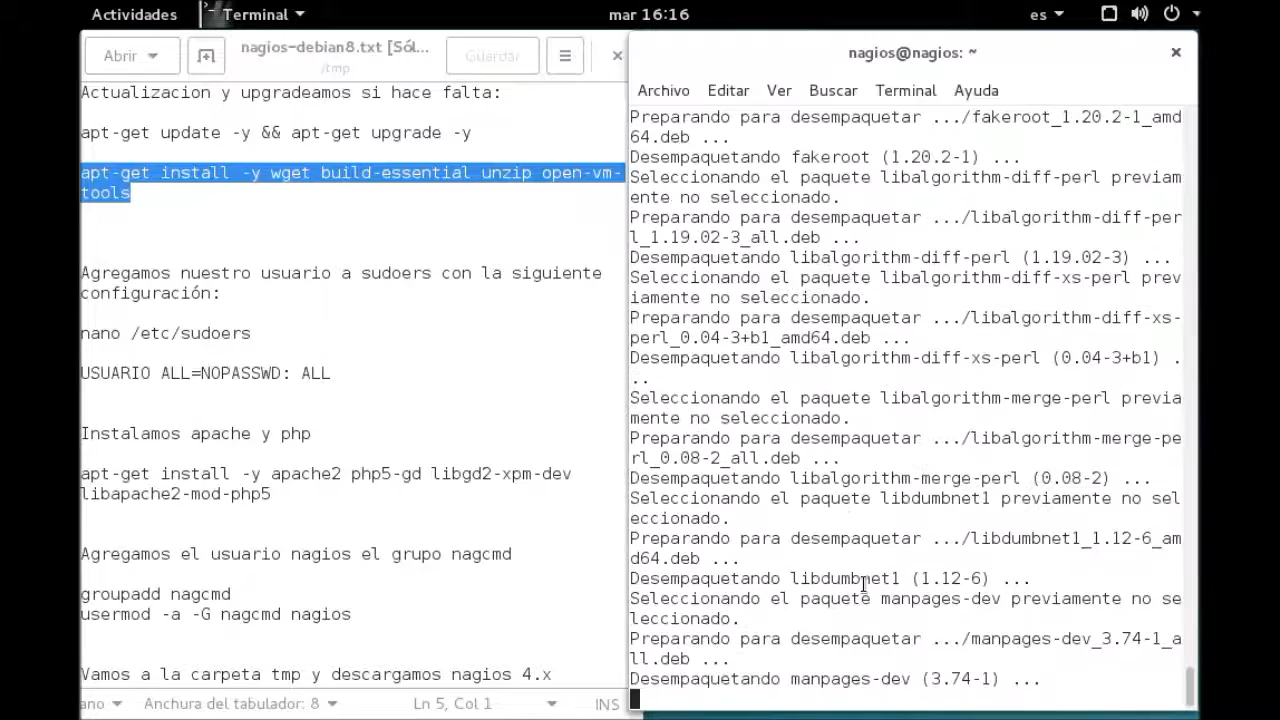 Actividades
Terminal
mar 16:16
es
Abrir
nagios-debian8.txt [Sól...
/tmp
Guardar
Actualizacion y upgradeamos si hace falta:
apt-get update -y && apt-get upgrade -y
apt-get install -y wget build-essential unzip open-vm-
tools
Agregamos nuestro usuario a sudoers con la siguiente
configuración:
nano /etc/sudoers
USUARIO ALL=NOPASSWD: ALL
Instalamos apache y php
apt-get install -y apache2 php5-gd libgd2-xpm-dev
libapache2-mod-php5
Agregamos el usuario nagios el grupo nagcmd
groupadd nagcmd
usermod -a -G nagcmd nagios
Vamos a la carpeta tmp y descargamos nagios 4.x
ano
Anchura del tabulador: 8
Ln 5, Col 1
INS
nagios@nagios: ~
Archivo Editar Ver Buscar Terminal Ayuda
Preparando para desempaquetar .../fakeroot_1.20.2-1_amd
64.deb ...
Desempaquetando fakeroot (1.20.2-1) ...
Seleccionando el paquete libalgorithm-diff-perl previam
ente no seleccionado.
Preparando para desempaquetar .../libalgorithm-diff-per
l_1.19.02-3_all.deb ...
Desempaquetando libalgorithm-diff-perl (1.19.02-3) ...
Seleccionando el paquete libalgorithm-diff-xs-perl prev
iamente no seleccionado.
Preparando para desempaquetar .../libalgorithm-diff-xs-
perl_0.04-3+b1_amd64.deb ...
Desempaquetando libalgorithm-diff-xs-perl (0.04-3+b1) .
..
Seleccionando el paquete libalgorithm-merge-perl previa
mente no seleccionado.
Preparando para desempaquetar .../libalgorithm-merge-pe
rl_0.08-2_all.deb ...
Desempaquetando libalgorithm-merge-perl (0.08-2) ...
Seleccionando el paquete libdumbnet1 previamente no sel
eccionado.
Preparando para desempaquetar .../libdumbnet1_1.12-6_am
d64.deb ...
Desempaquetando libdumbnet1 (1.12-6) ...
Seleccionando el paquete manpages-dev previamente no se
leccionado.
Preparando para desempaquetar .../manpages-dev_3.74-1_a
ll.deb ...
Desempaquetando manpages-dev (3.74-1) ...